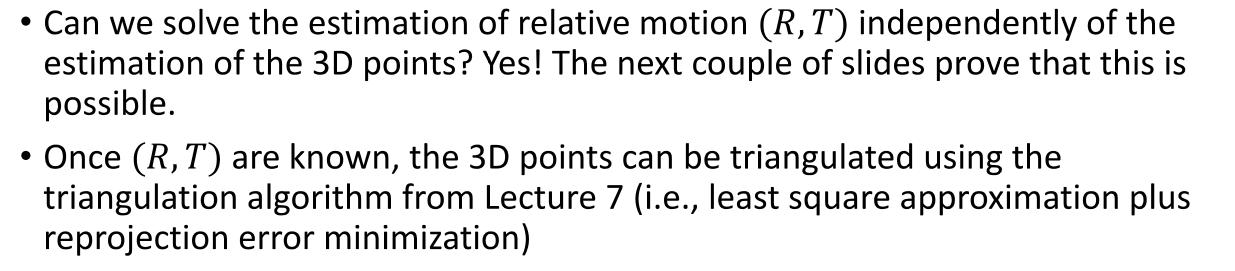 • Can we solve the estimation of relative motion (𝑅, 𝑇) independently of the
estimation of the 3D points? Yes! The next couple of slides prove that this is
possible.
• Once (𝑅, 𝑇) are known, the 3D points can be triangulated using the
triangulation algorithm from Lecture 7 (i.e., least square approximation plus
reprojection error minimization)